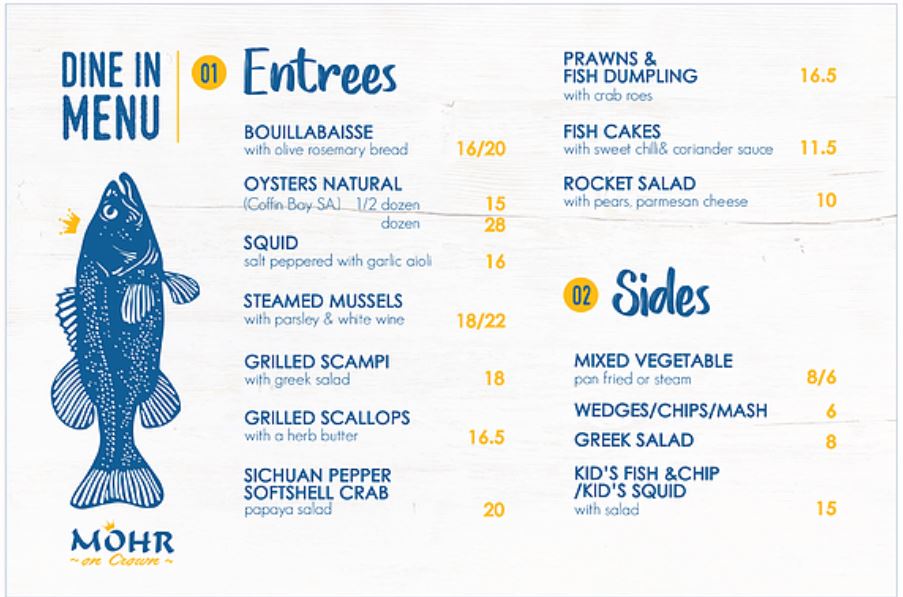 DINE IN
MENU
01 Entrees
BOUILLABAISSE
with olive rosemary bread 16/20
OYSTERS NATURAL
(Coffin Bay SA) 1/2 dozen 15
dozen 28
SQUID
salt peppered with garlic aioli 16
STEAMED MUSSELS
with parsley & white wine 18/22
GRILLED SCAMPI
with greek salad 18
GRILLED SCALLOPS
with a herb butter 16.5
SICHUAN PEPPER
SOFTSHELL CRAB
papaya salad 20
PRAWNS &
FISH DUMPLING 16.5
with crab roes
FISH CAKES
with sweet chilli& coriander sauce 11.5
ROCKET SALAD
with pears, parmesan cheese 10
02 Sides
MIXED VEGETABLE
pan fried or steam 8/6
WEDGES/CHIPS/MASH 6
GREEK SALAD 8
KID'S FISH &CHIP
/KID'S SQUID
with salad 15
MOHR
~on Crown~